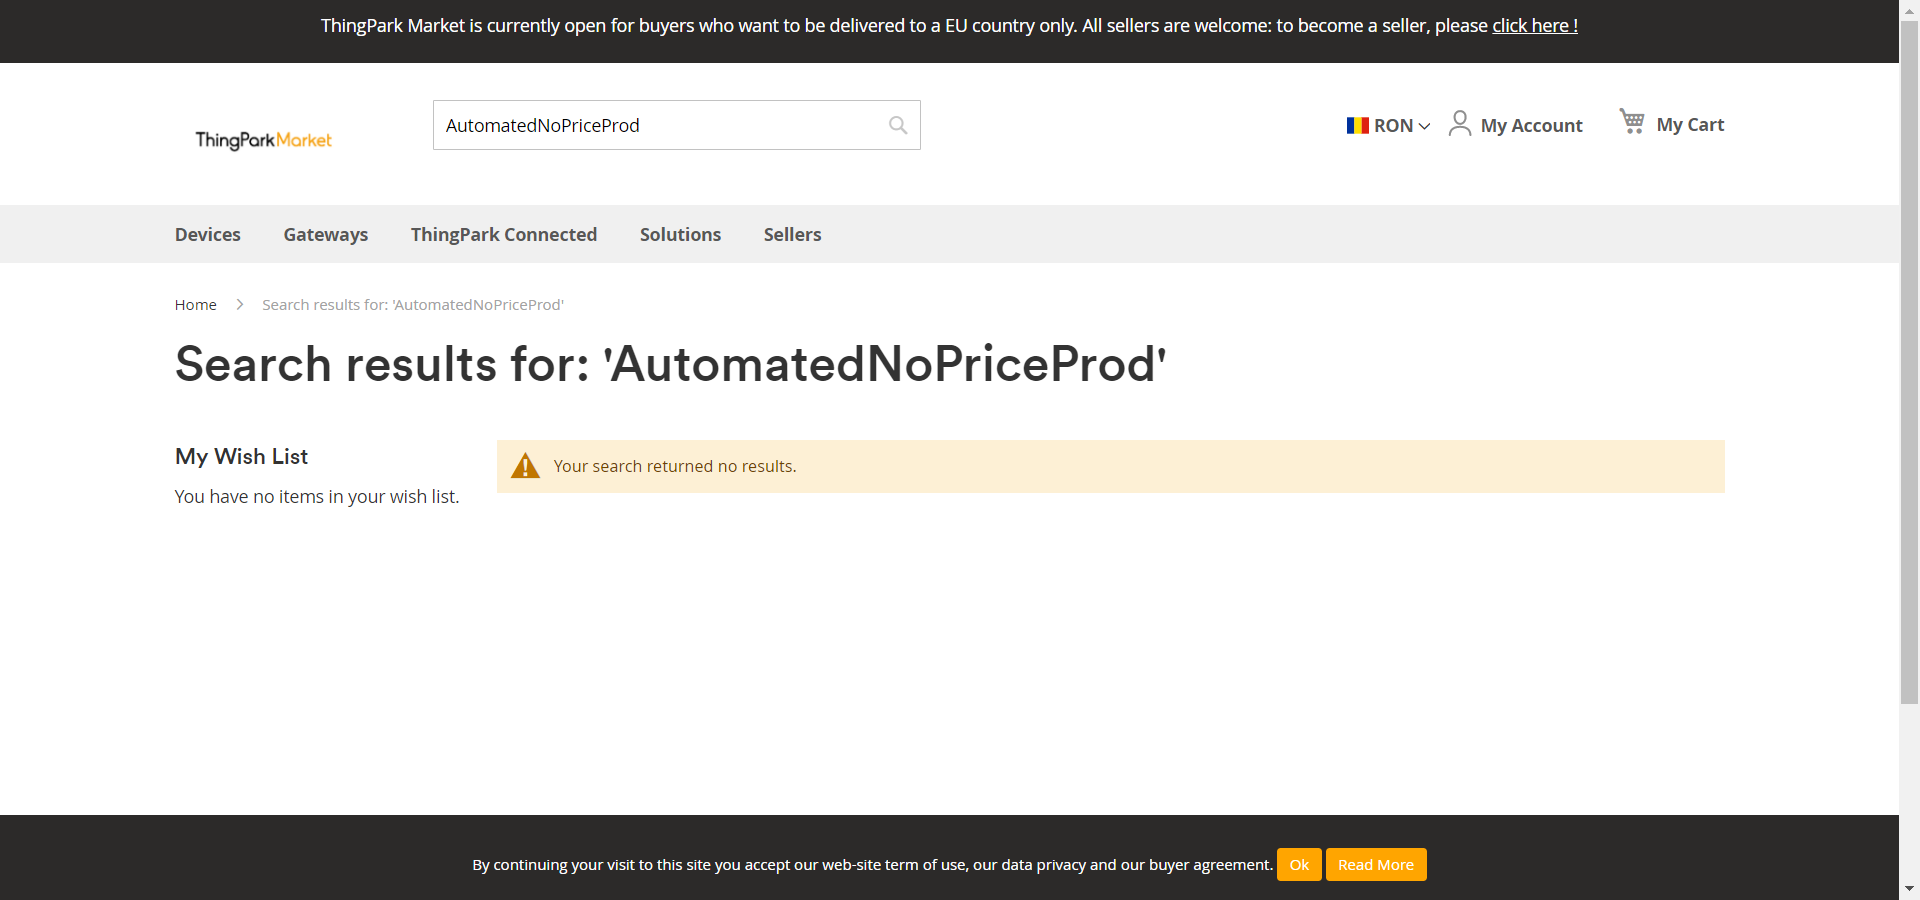 ThingPark Market is currently open for buyers who want to be delivered to a EU country only. All sellers are welcome: to become a seller, please click here !
ThingParkMarket
AutomatedNoPriceProd
RON
My Account
My Cart
Devices
Gateways
ThingPark Connected
Solutions
Sellers
Home
Search results for: 'AutomatedNoPriceProd'
Search results for: 'AutomatedNoPriceProd'
My Wish List
You have no items in your wish list.
Your search returned no results.
By continuing your visit to this site you accept our web-site term of use, our data privacy and our buyer agreement.
Ok
Read More